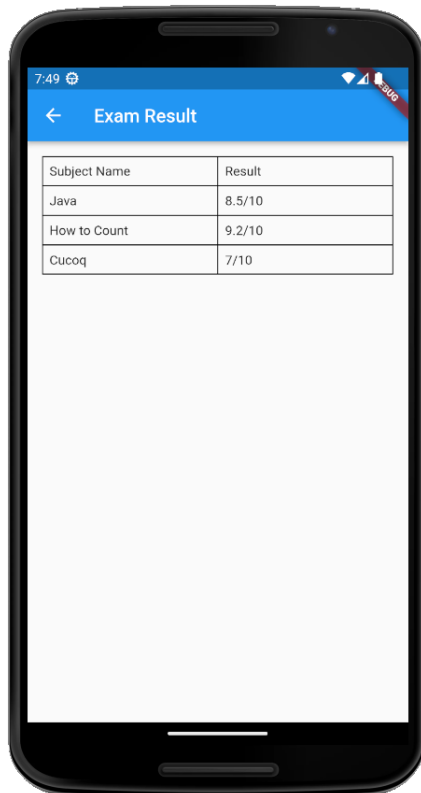 7:49
DEBUG
Exam Result
Subject Name Result
Java 8.5/10
How to Count 9.2/10
Cucoq 7/10